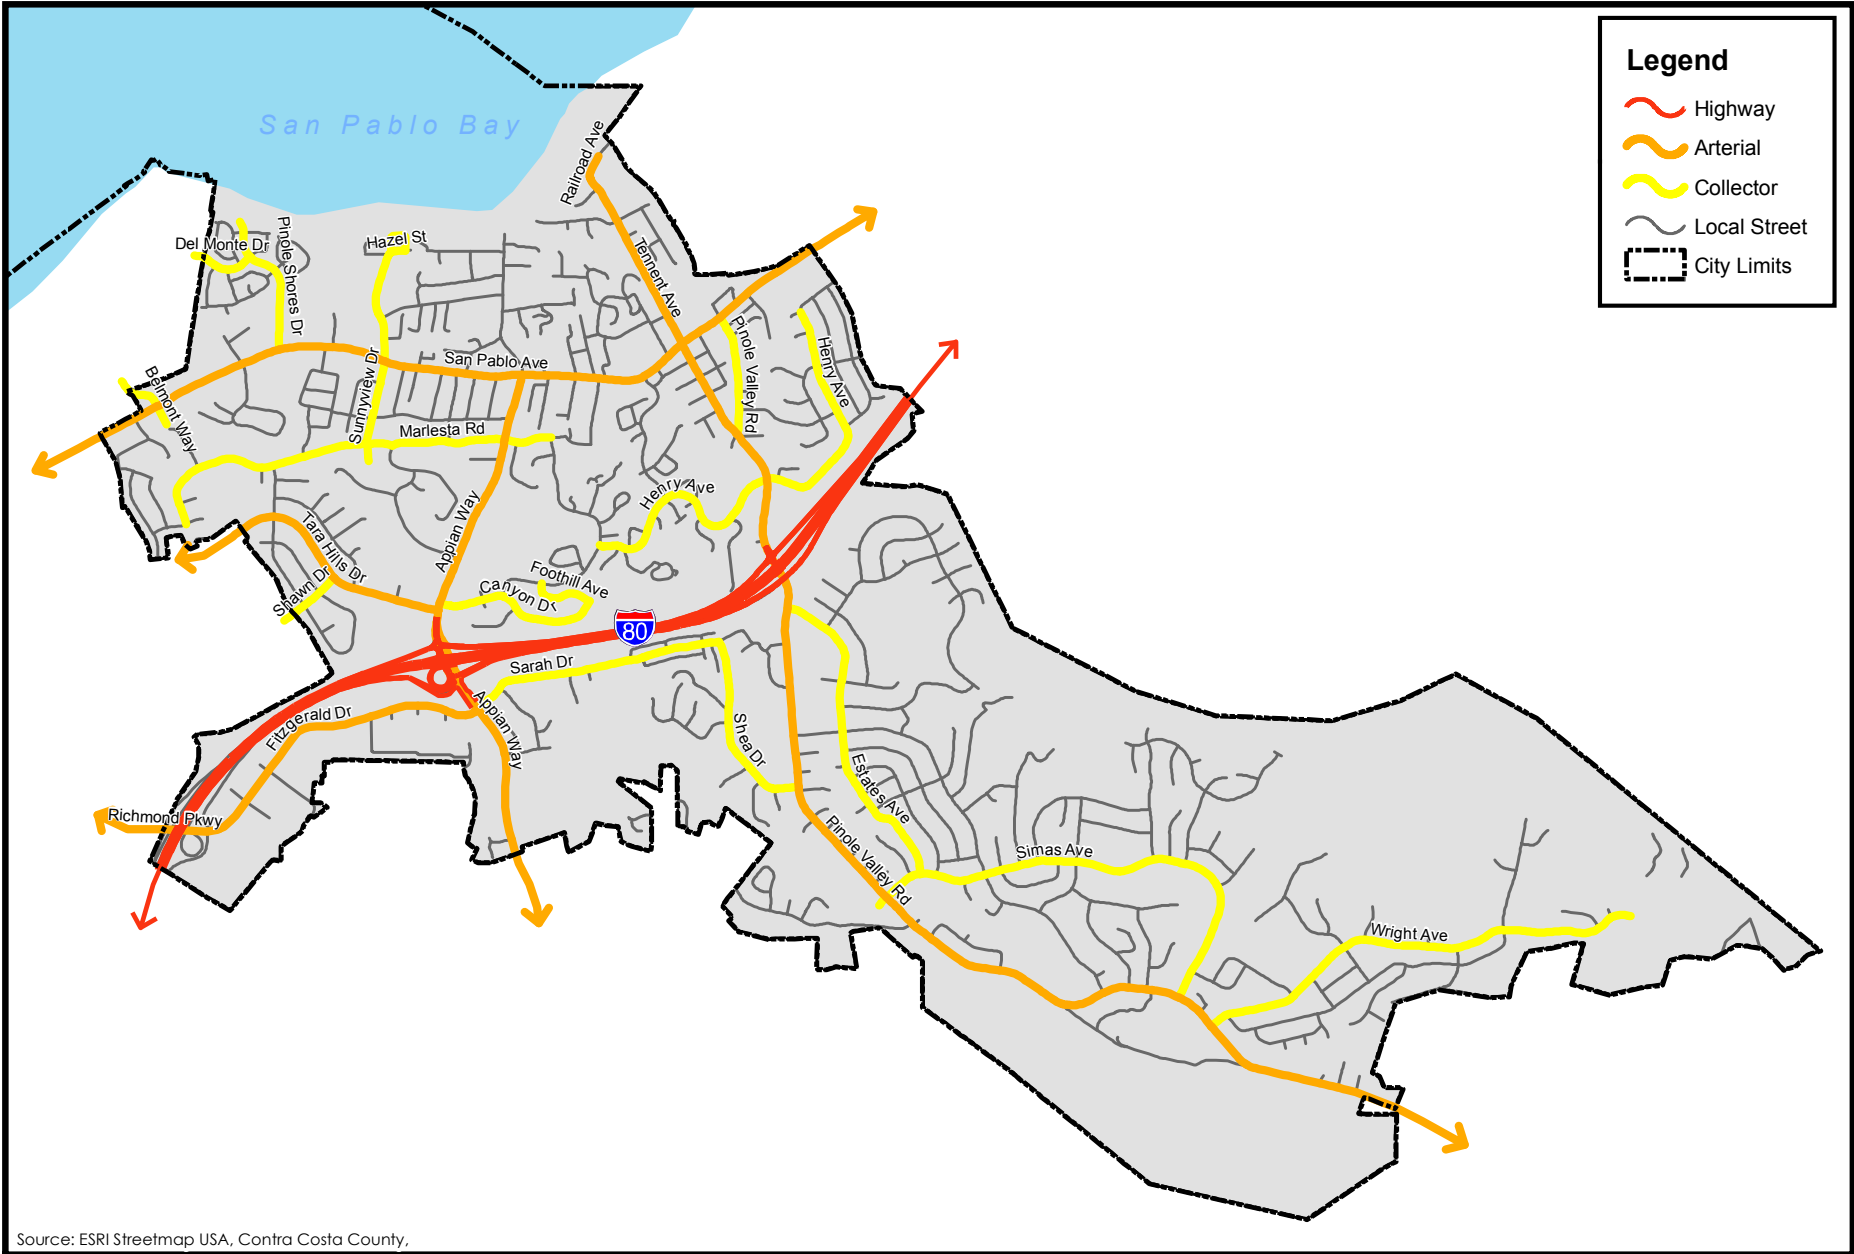 Legend
Highway
Arterial
Collector
Local Street
City Limits
San Pablo Bay
Railroad Ave
Del Monte Dr
Pinole Shores Dr
Hazel St
Tennent Ave
San Pablo Ave
Pinole Valley Rd
Henry Ave
Belmont Way
Sunnyview Dr
Marlesta Rd
Henry Ave
Appian Way
Tara Hills Dr
Shawn Dr
Canyon Dr
Foothill Ave
80
Sarah Dr
Appian Way
Fitzgerald Dr
Shea Dr
Estates Ave
Richmond Pkwy
Pinole Valley Rd
Simas Ave
Wright Ave
Source: ESRI Streetmap USA, Contra Costa County,